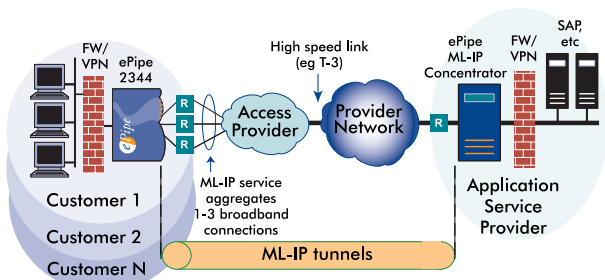 FW/
VPN
ePipe
2344
ePipe
R
R
R
Customer 1
Customer 2
Customer N
ML-IP service
aggregates
1-3 broadband
connections
Access
Provider
High speed link
(eg T-3)
Provider
Network
R
ePipe
ML-IP
Concentrator
FW/
VPN
SAP,
etc
Application
Service
Provider
ML-IP tunnels